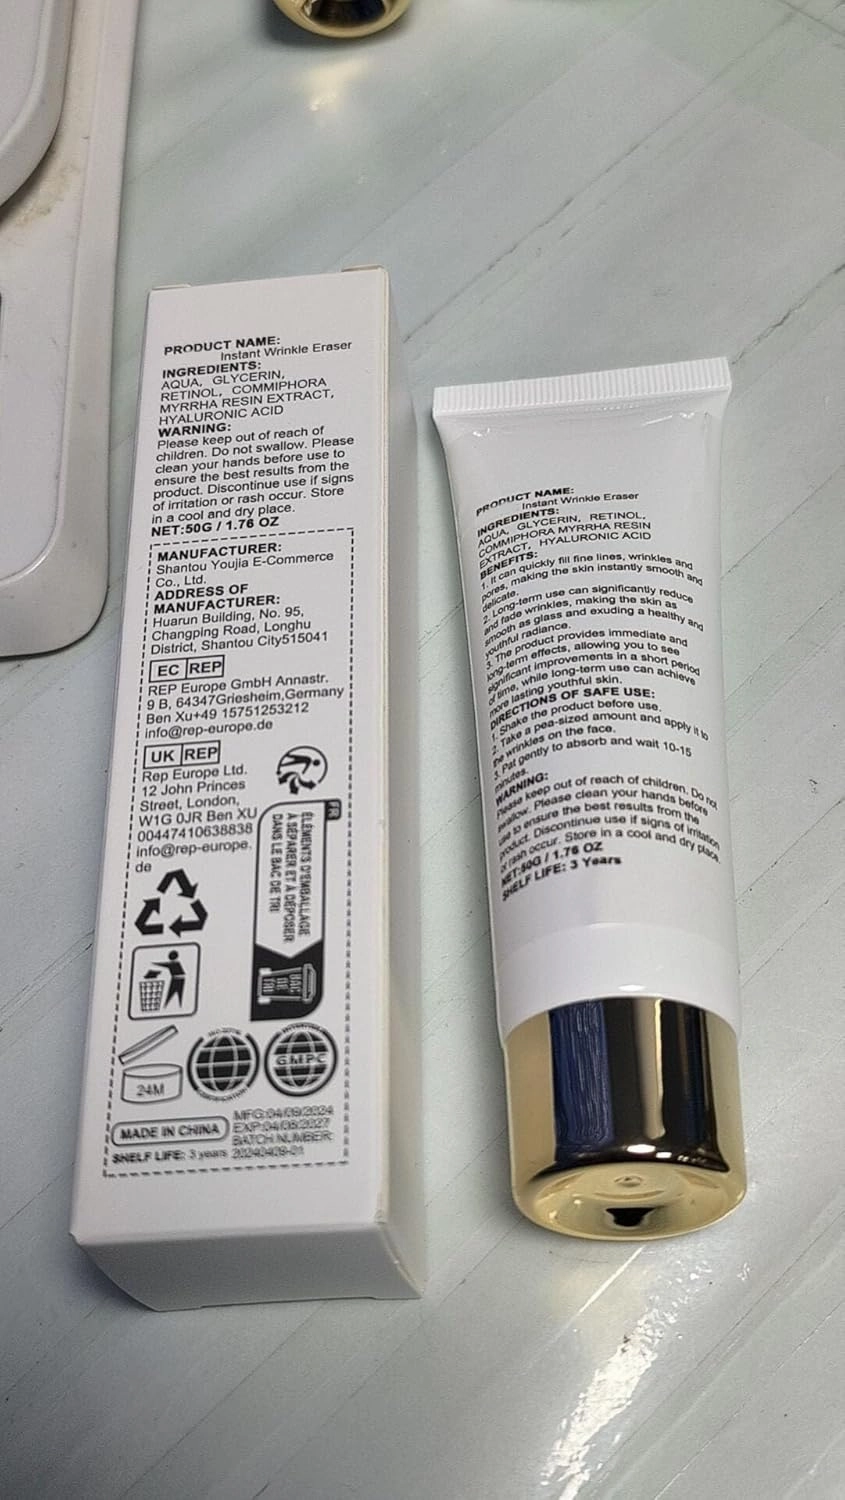 PRODUCT NAME:
Instant Wrinkle Eraser
INGREDIENTS:
AQUA, GLYCERIN,
RETINOL, COMMIPHORA
MYRRHA RESIN EXTRACT,
HYALURONIC ACID
WARNING:
Please keep out of reach of
children. Do not swallow. Please
clean your hands before use to
ensure the best results from the
product. Discontinue use if signs
of irritation or rash occur. Store
in a cool and dry place.
NET:50G / 1.76 OZ
MANUFACTURER:
Shantou Youjia E-Commerce
Co., Ltd.
ADDRESS OF
MANUFACTURER:
Huarun Building, No. 95,
Changping Road, Longhu
District, Shantou City515041
EC REP
REP Europe GmbH Annastr.
9 B, 64347Griesheim,Germany
Ben Xu+49 15751253212
info@rep-europe.de
UK REP
Rep Europe Ltd.
12 John Princes
Street, London,
W1G 0JR Ben XU
00447410638838
info@rep-europe.
de
FR
ÉLÉMENTS D'EMBALLAGE
À SÉPARER ET À DÉPOSER
DANS LE BAC DE TRI
BAC
DE
TRI
24M
G.M.P.C
MADE IN CHINA
MFG:04/09/2024
EXP:04/08/2027
BATCH NUMBER:
SHELF LIFE: 3 years 20240409-01
PRODUCT NAME:
Instant Wrinkle Eraser
INGREDIENTS:
AQUA, GLYCERIN, RETINOL,
COMMIPHORA MYRRHA RESIN
EXTRACT, HYALURONIC ACID
BENEFITS:
1. It can quickly fill fine lines, wrinkles and
pores, making the skin instantly smooth and
delicate.
2. Long-term use can significantly reduce
and fade wrinkles, making the skin as
smooth as glass and exuding a healthy and
youthful radiance.
3. The product provides immediate and
long-term effects, allowing you to see
significant improvements in a short period
of time, while long-term use can achieve
more lasting youthful skin.
DIRECTIONS OF SAFE USE:
1. Shake the product before use.
2. Take a pea-sized amount and apply it to
the wrinkles on the face.
3. Pat gently to absorb and wait 10-15
minutes.
WARNING:
Please keep out of reach of children. Do not
swallow. Please clean your hands before
use to ensure the best results from the
product. Discontinue use if signs of irritation
or rash occur. Store in a cool and dry place.
NET:50G / 1.76 OZ
SHELF LIFE: 3 Years